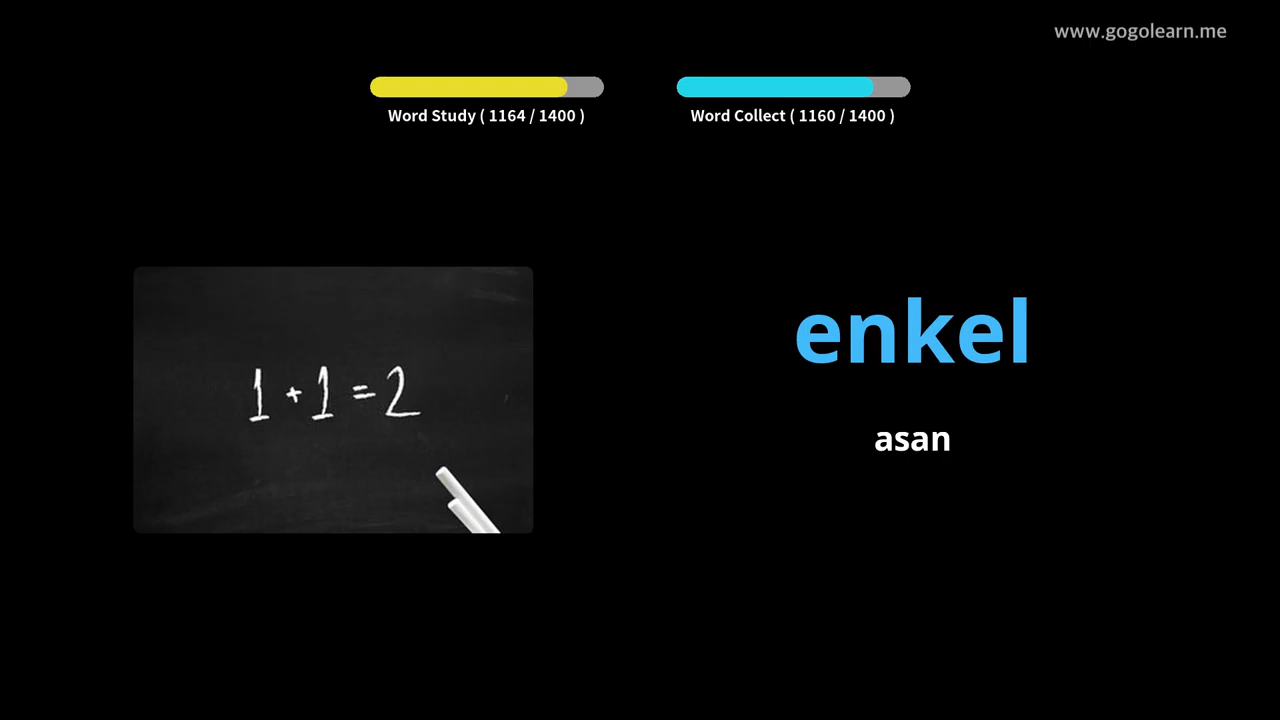 www.gogolearn.me
Word Study ( 1164 / 1400 )
Word Collect ( 1160 / 1400 )
1 + 1 = 2
enkel
asan